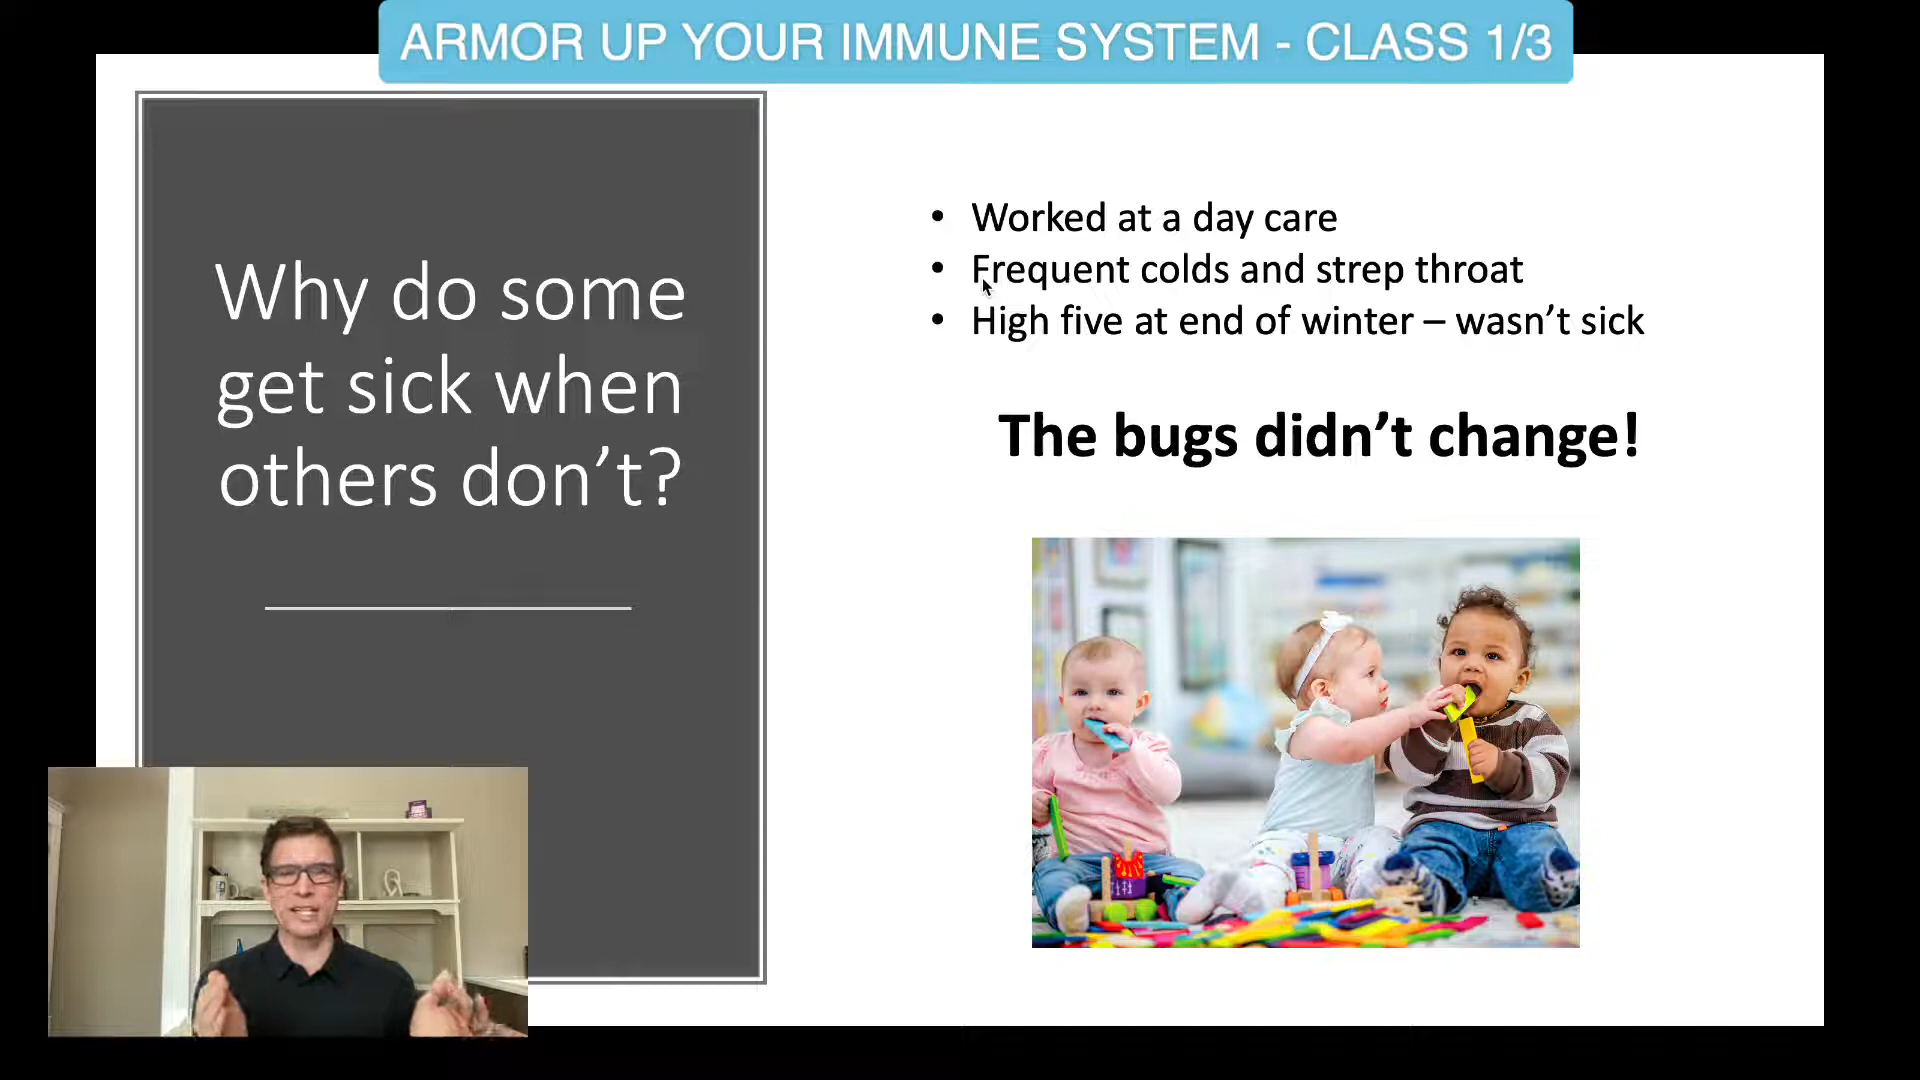 ARMOR UP YOUR IMMUNE SYSTEM - CLASS 1/3
Why do some
get sick when
others don’t?
• Worked at a day care
• Frequent colds and strep throat
• High five at end of winter – wasn’t sick
The bugs didn’t change!